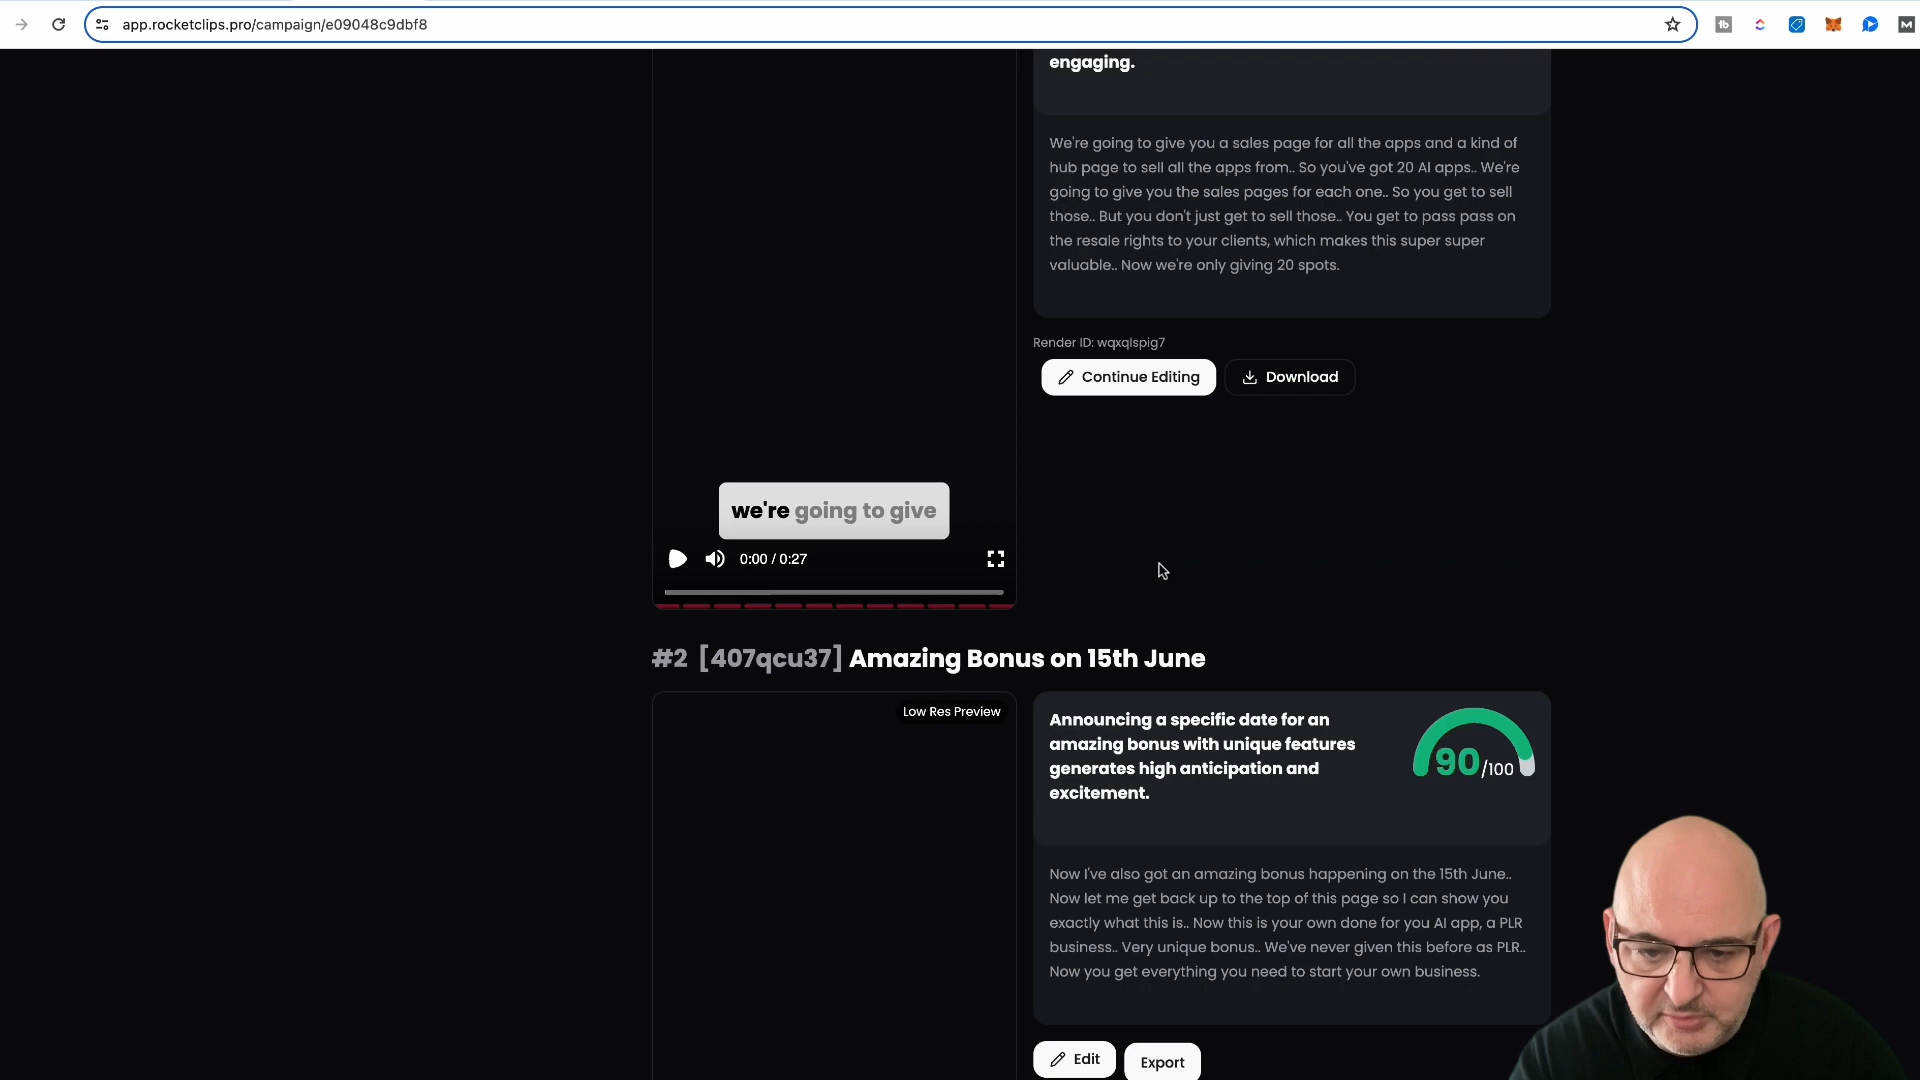 app.rocketclips.pro/campaign/e09048c9dbf8
engaging.
We're going to give you a sales page for all the apps and a kind of
hub page to sell all the apps from.. So you've got 20 AI apps.. We're
going to give you the sales pages for each one.. So you get to sell
those.. But you don't just get to sell those.. You get to pass pass on
the resale rights to your clients, which makes this super super
valuable.. Now we're only giving 20 spots.
Render ID: wqxqlspig7
Continue Editing
Download
we're going to give
0:00 / 0:27
#2 [407qcu37] Amazing Bonus on 15th June
Low Res Preview
Announcing a specific date for an
amazing bonus with unique features
generates high anticipation and
excitement.
90/100
Now I've also got an amazing bonus happening on the 15th June..
Now let me get back up to the top of this page so I can show you
exactly what this is.. Now this is your own done for you AI app, a PLR
business.. Very unique bonus.. We've never given this before as PLR..
Now you get everything you need to start your own business.
Edit
Export